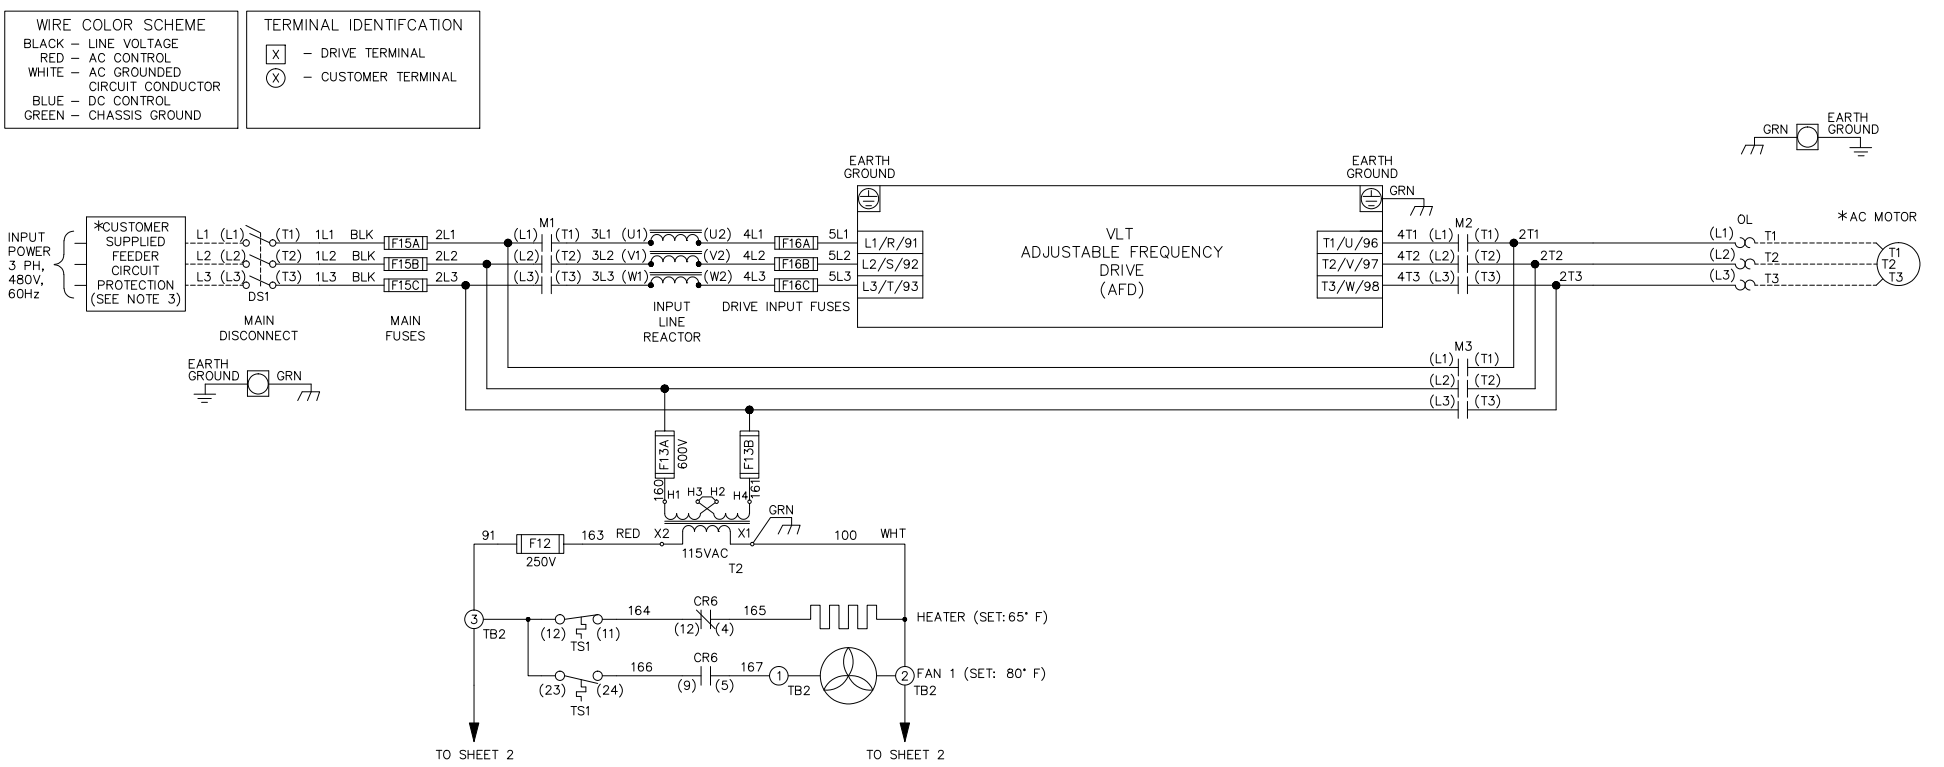 WIRE COLOR SCHEME
BLACK – LINE VOLTAGE
RED – AC CONTROL
WHITE – AC GROUNDED
CIRCUIT CONDUCTOR
BLUE – DC CONTROL
GREEN – CHASSIS GROUND
TERMINAL IDENTIFCATION
X – DRIVE TERMINAL
X – CUSTOMER TERMINAL
GRN
EARTH
GROUND
EARTH
GROUND
EARTH
GROUND
GRN
INPUT
POWER
3 PH,
480V,
60Hz
*CUSTOMER
SUPPLIED
FEEDER
CIRCUIT
PROTECTION
(SEE NOTE 3)
L1 (L1) (T1) 1L1 BLK F15A 2L1 (L1) M1 (T1) 3L1 (U1) (U2) 4L1 F16A 5L1 L1/R/91
L2 (L2) (T2) 1L2 BLK F15B 2L2 (L2) (T2) 3L2 (V1) (V2) 4L2 F16B 5L2 L2/S/92
L3 (L3) (T3) 1L3 BLK F15C 2L3 (L3) (T3) 3L3 (W1) (W2) 4L3 F16C 5L3 L3/T/93
DS1
MAIN
DISCONNECT
MAIN
FUSES
INPUT
LINE
REACTOR
DRIVE INPUT FUSES
VLT
ADJUSTABLE FREQUENCY
DRIVE
(AFD)
T1/U/96 4T1 (L1) M2 (T1) 2T1 (L1) OL T1
T2/V/97 4T2 (L2) (T2) 2T2 (L2) T2
T3/W/98 4T3 (L3) (T3) 2T3 (L3) T3
*AC MOTOR
T1
T2
T3
EARTH
GROUND
GRN
M3
(L1) (T1)
(L2) (T2)
(L3) (T3)
F13A
600V
F13B
160
161
H1 H3 H2 H4
GRN
91 F12 163 RED X2 X1 100 WHT
250V
115VAC
T2
3
TB2
(12) (11)
TS1
164
CR6
(12) (4)
165
HEATER (SET:65° F)
(23) (24)
TS1
166
CR6
(9) (5)
167
1
TB2
2
TB2
FAN 1 (SET: 80° F)
TO SHEET 2
TO SHEET 2